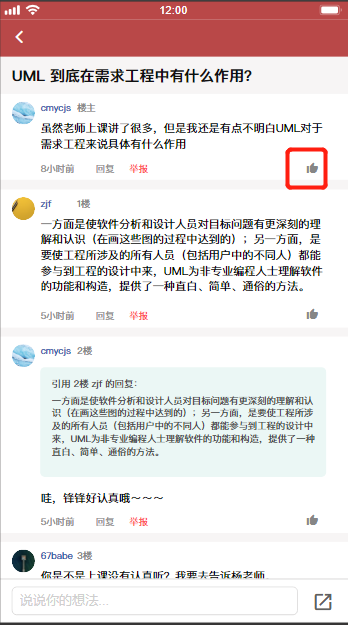 12:00
UML 到底在需求工程中有什么作用？
cmycjs 楼主
虽然老师上课讲了很多，但是我还是有点不明白UML对于
需求工程来说具体有什么作用
8小时前 回复 举报
zjf 1楼
一方面是使软件分析和设计人员对目标问题有更深刻的理
解和认识（在画这些图的过程中达到的）；另一方面，是
要使工程所涉及的所有人员（包括用户中的不同人）都能
参与到工程的设计中来，UML为非专业编程人士理解软件
的功能和构造，提供了一种直白、简单、通俗的方法。
5小时前 回复 举报
cmycjs 2楼
引用 2楼 zjf 的回复：
一方面是使软件分析和设计人员对目标问题有更深刻的理解和认
识（在画这些图的过程中达到的）；另一方面，是要使工程所涉
及的所有人员（包括用户中的不同人）都能参与到工程的设计中
来，UML为非专业编程人士理解软件的功能和构造，提供了一种
直白、简单、通俗的方法。
哇，锋锋好认真哦～～～
5小时前 回复 举报
67babe 3楼
你是不是上课没有认真听？我要去告诉杨老师
说说你的想法...